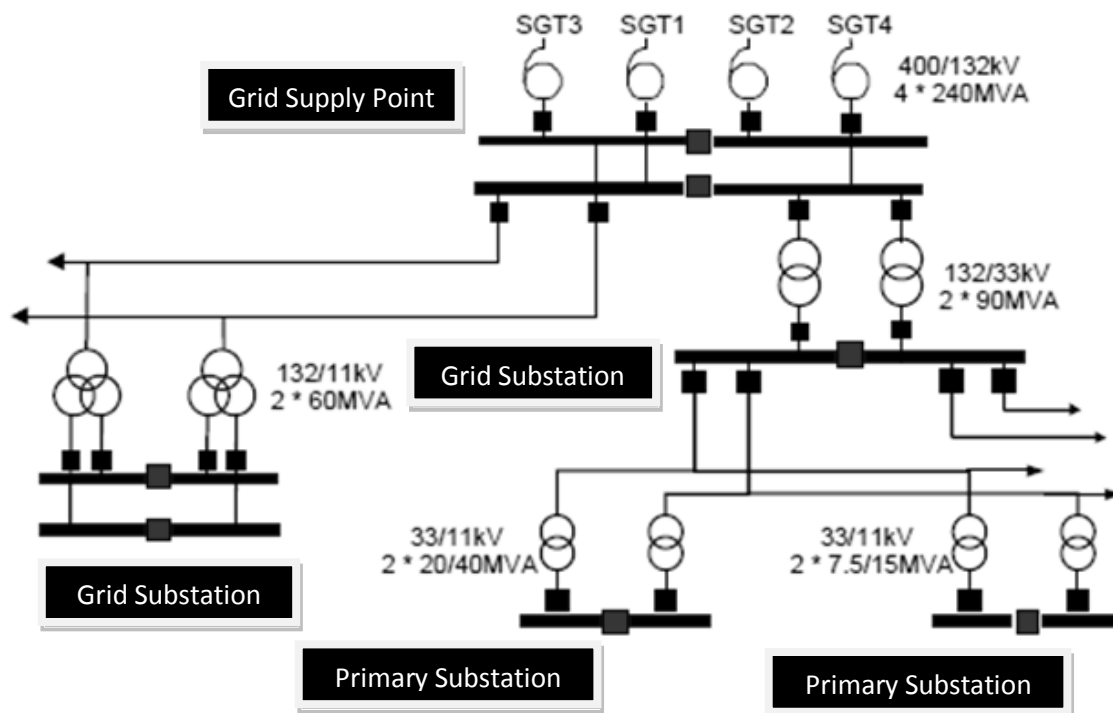 SGT3 SGT1 SGT2 SGT4
400/132kV
4 * 240MVA
Grid Supply Point
132/33kV
2 * 90MVA
Grid Substation
132/11kV
2 * 60MVA
33/11kV
2 * 20/40MVA
33/11kV
2 * 7.5/15MVA
Grid Substation
Primary Substation
Primary Substation